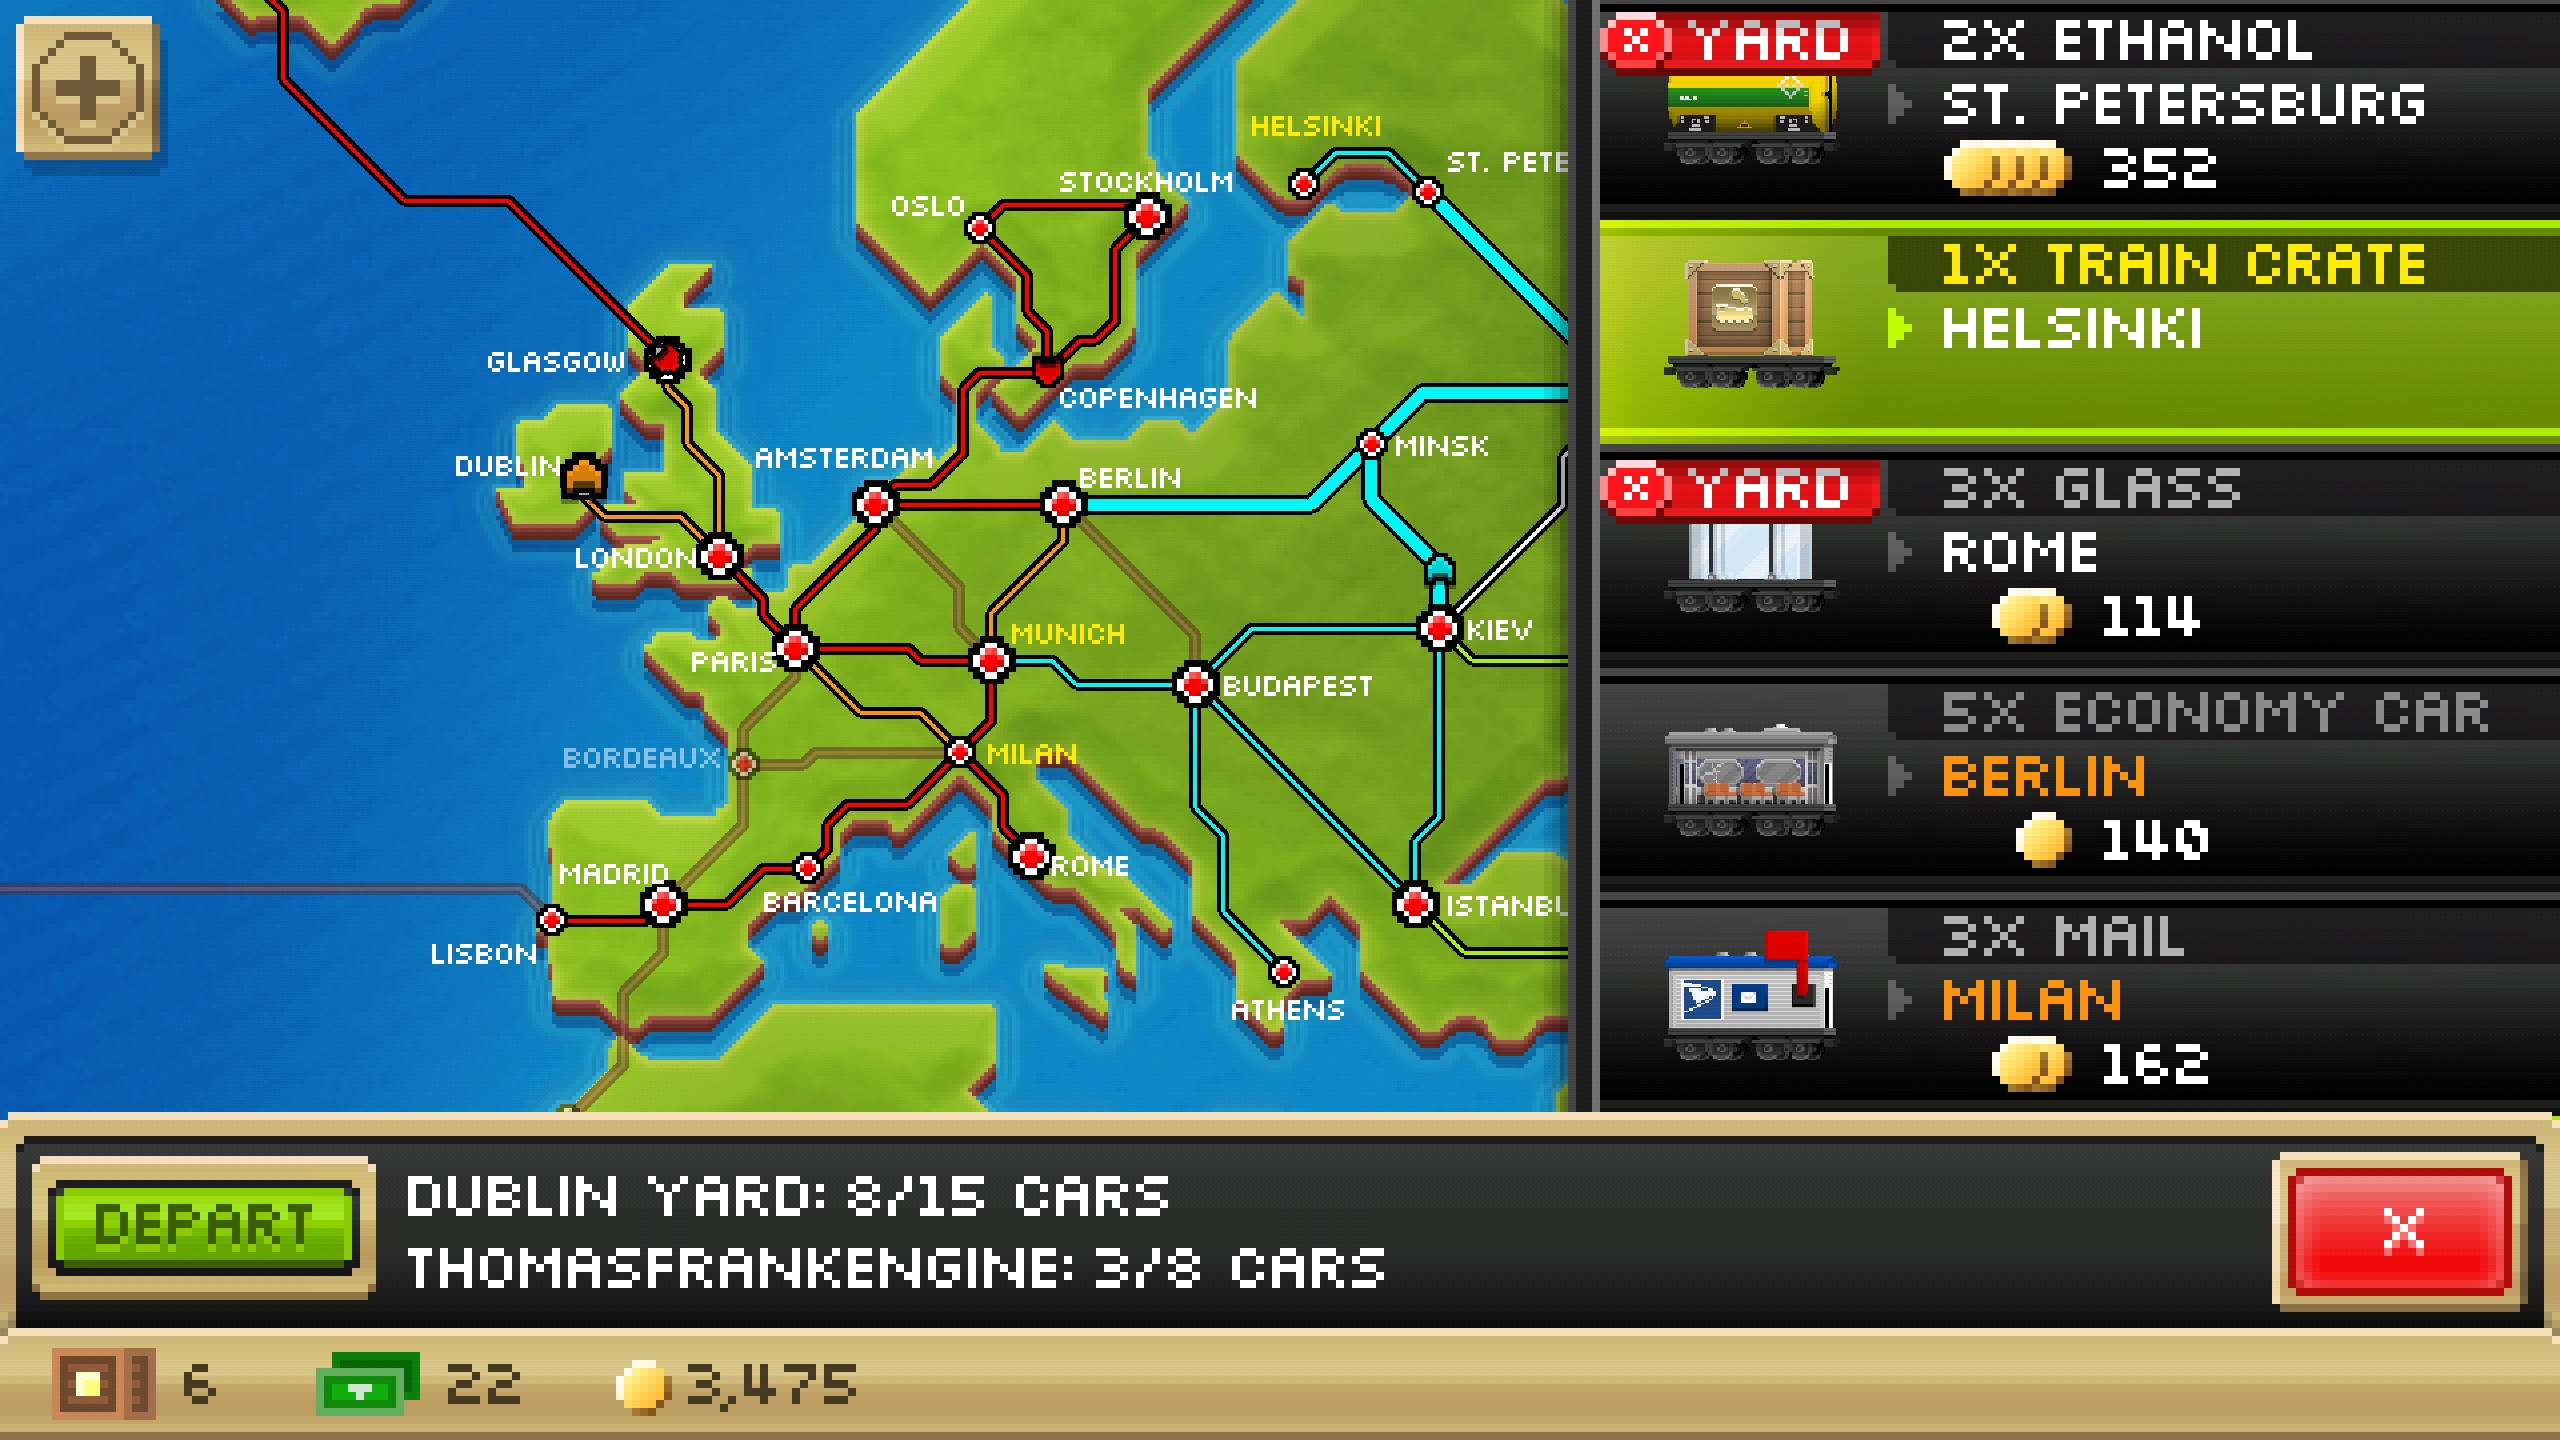 YARD
2X ETHANOL
ST. PETERSBURG
352
1X TRAIN CRATE
HELSINKI
YARD
3X GLASS
ROME
114
5X ECONOMY CAR
BERLIN
140
3X MAIL
MILAN
162
HELSINKI
ST. PETE
STOCKHOLM
OSLO
GLASGOW
COPENHAGEN
DUBLIN
AMSTERDAM
BERLIN
MINSK
LONDON
PARIS
MUNICH
KIEV
BUDAPEST
BORDEAUX
MILAN
MADRID
ROME
BARCELONA
ISTANBU
LISBON
ATHENS
DEPART
DUBLIN YARD: 8/15 CARS
THOMASFRANKENGINE: 3/8 CARS
X
6
22
3,475